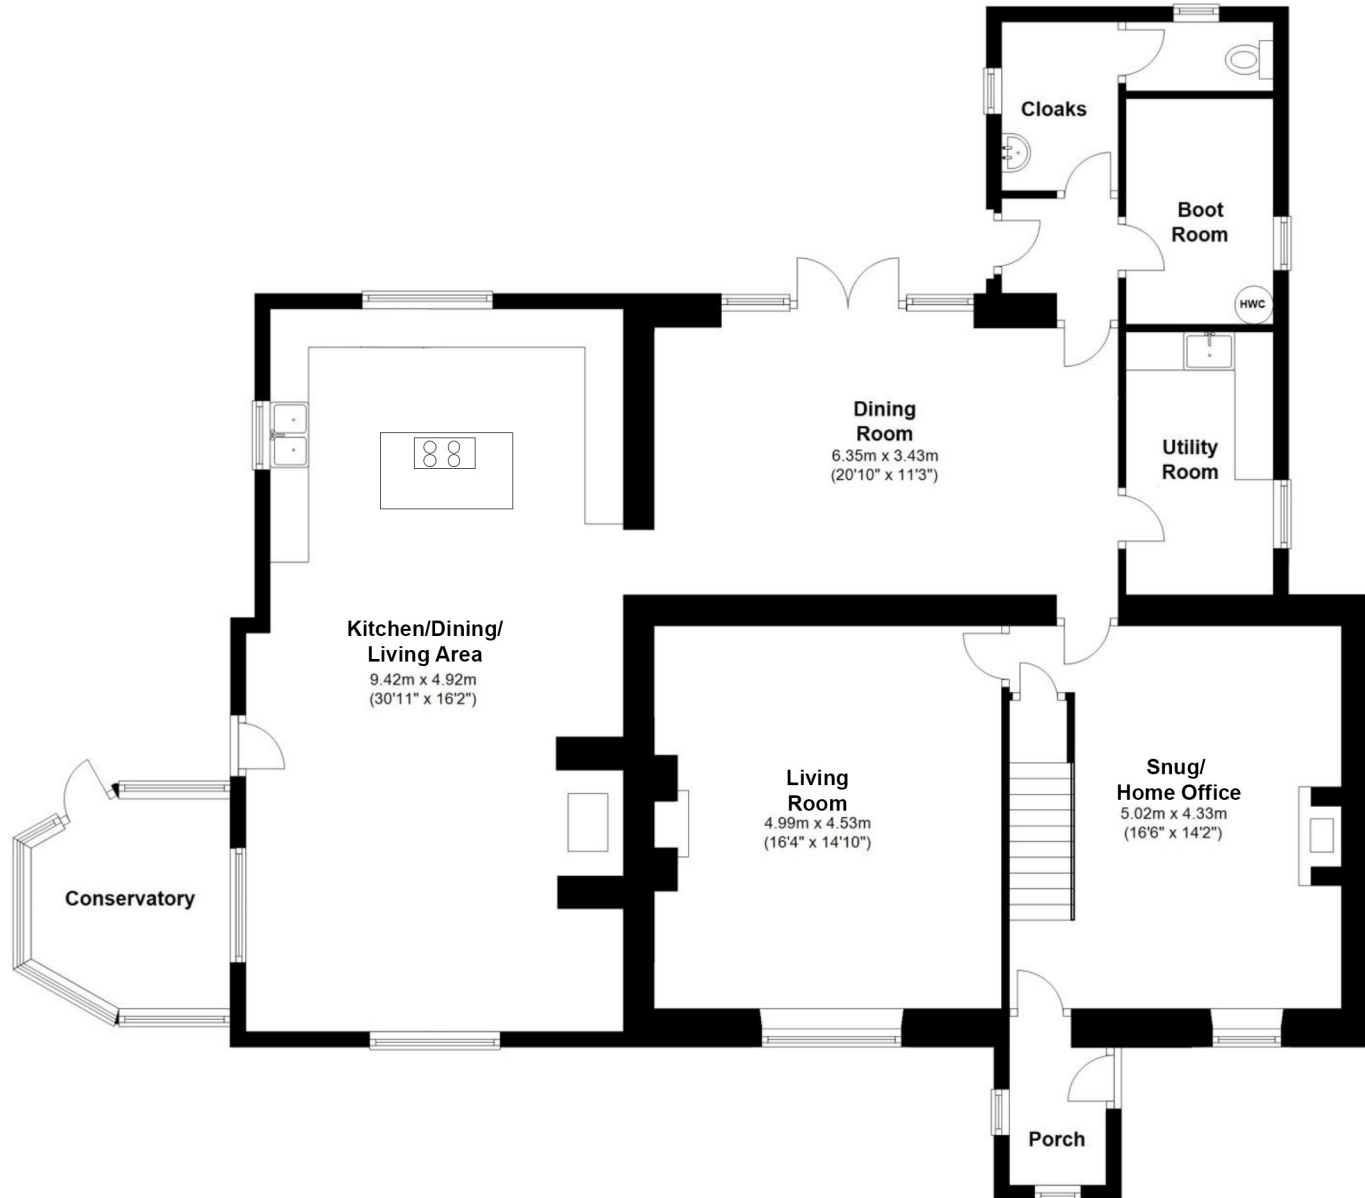 Cloaks
Boot
Room
HWC
Dining
Room
6.35m x 3.43m
(20'10" x 11'3")
Utility
Room
Kitchen/Dining/
Living Area
9.42m x 4.92m
(30'11" x 16'2")
Living
Room
4.99m x 4.53m
(16'4" x 14'10")
Snug/
Home Office
5.02m x 4.33m
(16'6" x 14'2")
Conservatory
Porch